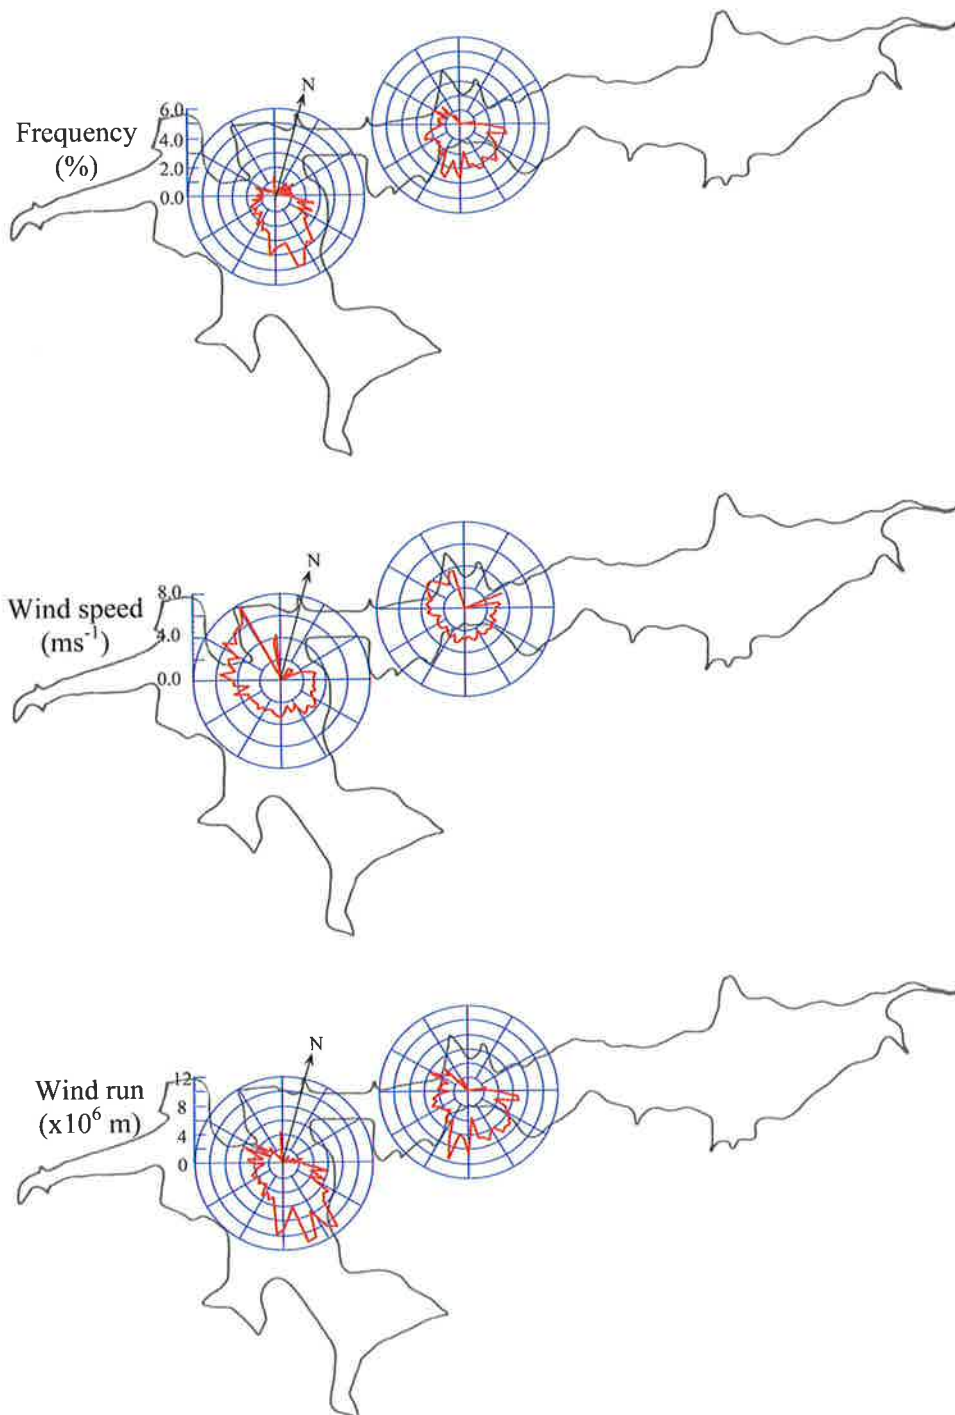 N
6.0
Frequency
(%)
4.0
2.0
0.0
N
8.0
Wind speed
(ms⁻¹)
4.0
0.0
N
12
Wind run
(x10⁶ m)
8
4
0